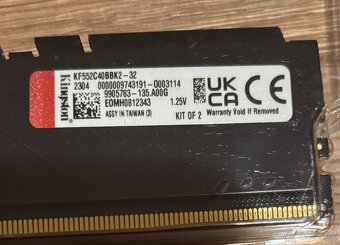 Kingston
KF552C40BBK2-32
2304 0000009743191-0003114
9905783-135.A00G
EOMH0812343 1.25V
ASSY IN TAIWAN (3) KIT OF 2
UK CA CE
Warranty Void If Removed